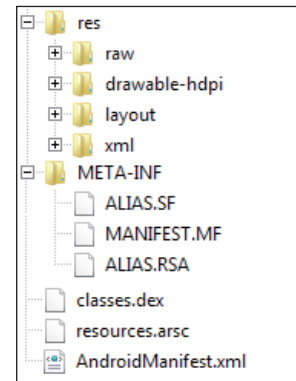 res
raw
drawable-hdpi
layout
xml
META-INF
ALIAS.SF
MANIFEST.MF
ALIAS.RSA
classes.dex
resources.arsc
AndroidManifest.xml